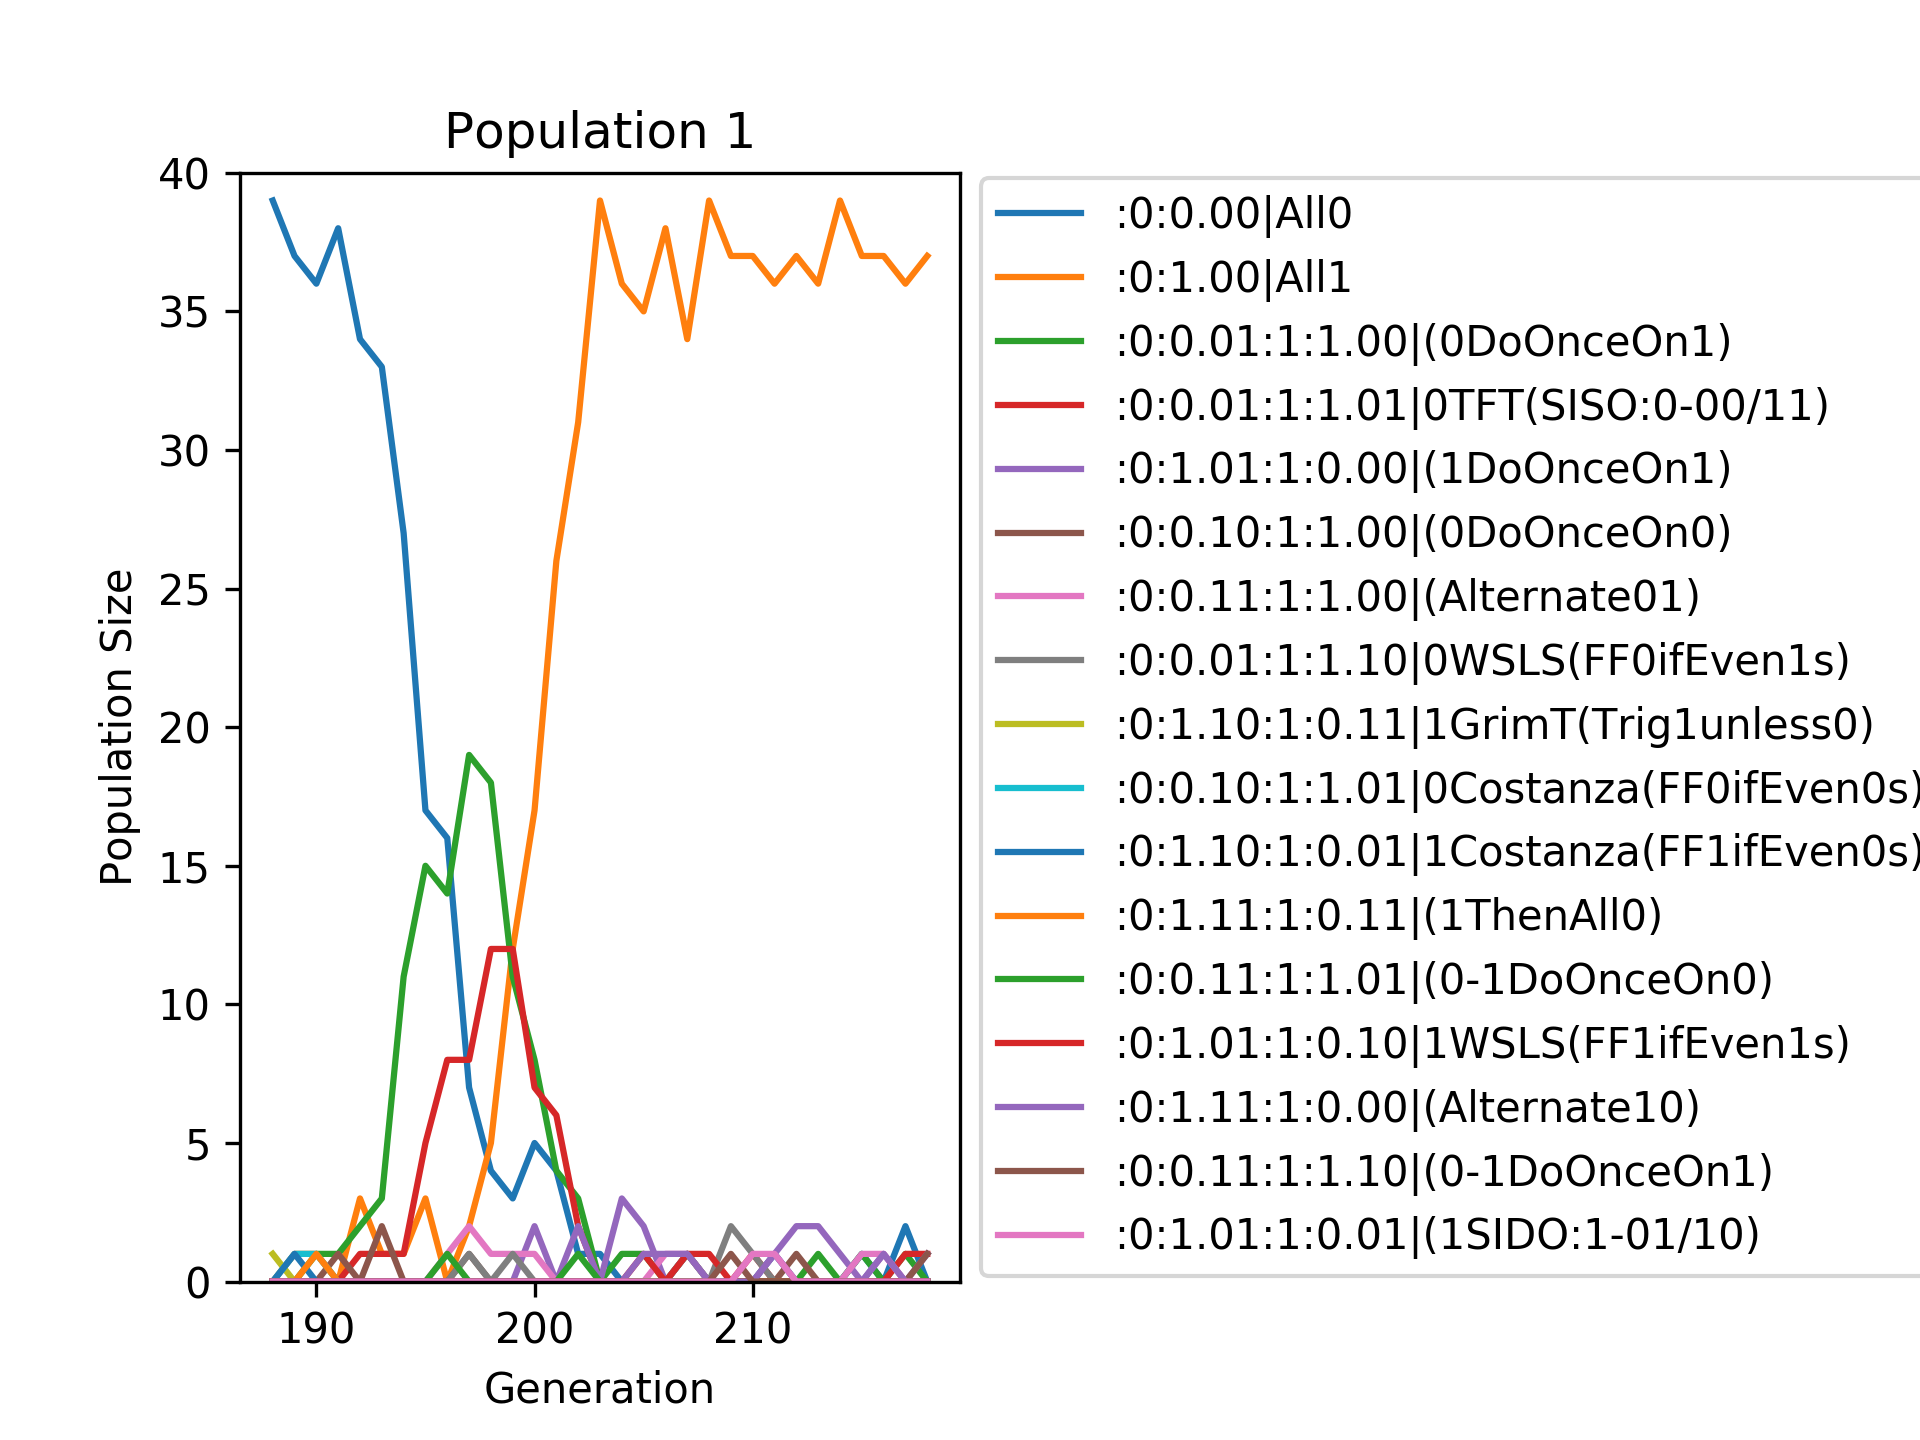 Population 1
40
35
30
25
20
15
10
5
0
Population Size
190 200 210
Generation
:0:0.00|All0
:0:1.00|All1
:0:0.01:1:1.00|(0DoOnceOn1)
:0:0.01:1:1.01|0TFT(SISO:0-00/11)
:0:1.01:1:0.00|(1DoOnceOn1)
:0:0.10:1:1.00|(0DoOnceOn0)
:0:0.11:1:1.00|(Alternate01)
:0:0.01:1:1.10|0WSLS(FF0ifEven1s)
:0:1.10:1:0.11|1GrimT(Trig1unless0)
:0:0.10:1:1.01|0Costanza(FF0ifEven0s)
:0:1.10:1:0.01|1Costanza(FF1ifEven0s)
:0:1.11:1:0.11|(1ThenAll0)
:0:0.11:1:1.01|(0-1DoOnceOn0)
:0:1.01:1:0.10|1WSLS(FF1ifEven1s)
:0:1.11:1:0.00|(Alternate10)
:0:0.11:1:1.10|(0-1DoOnceOn1)
:0:1.01:1:0.01|(1SIDO:1-01/10)